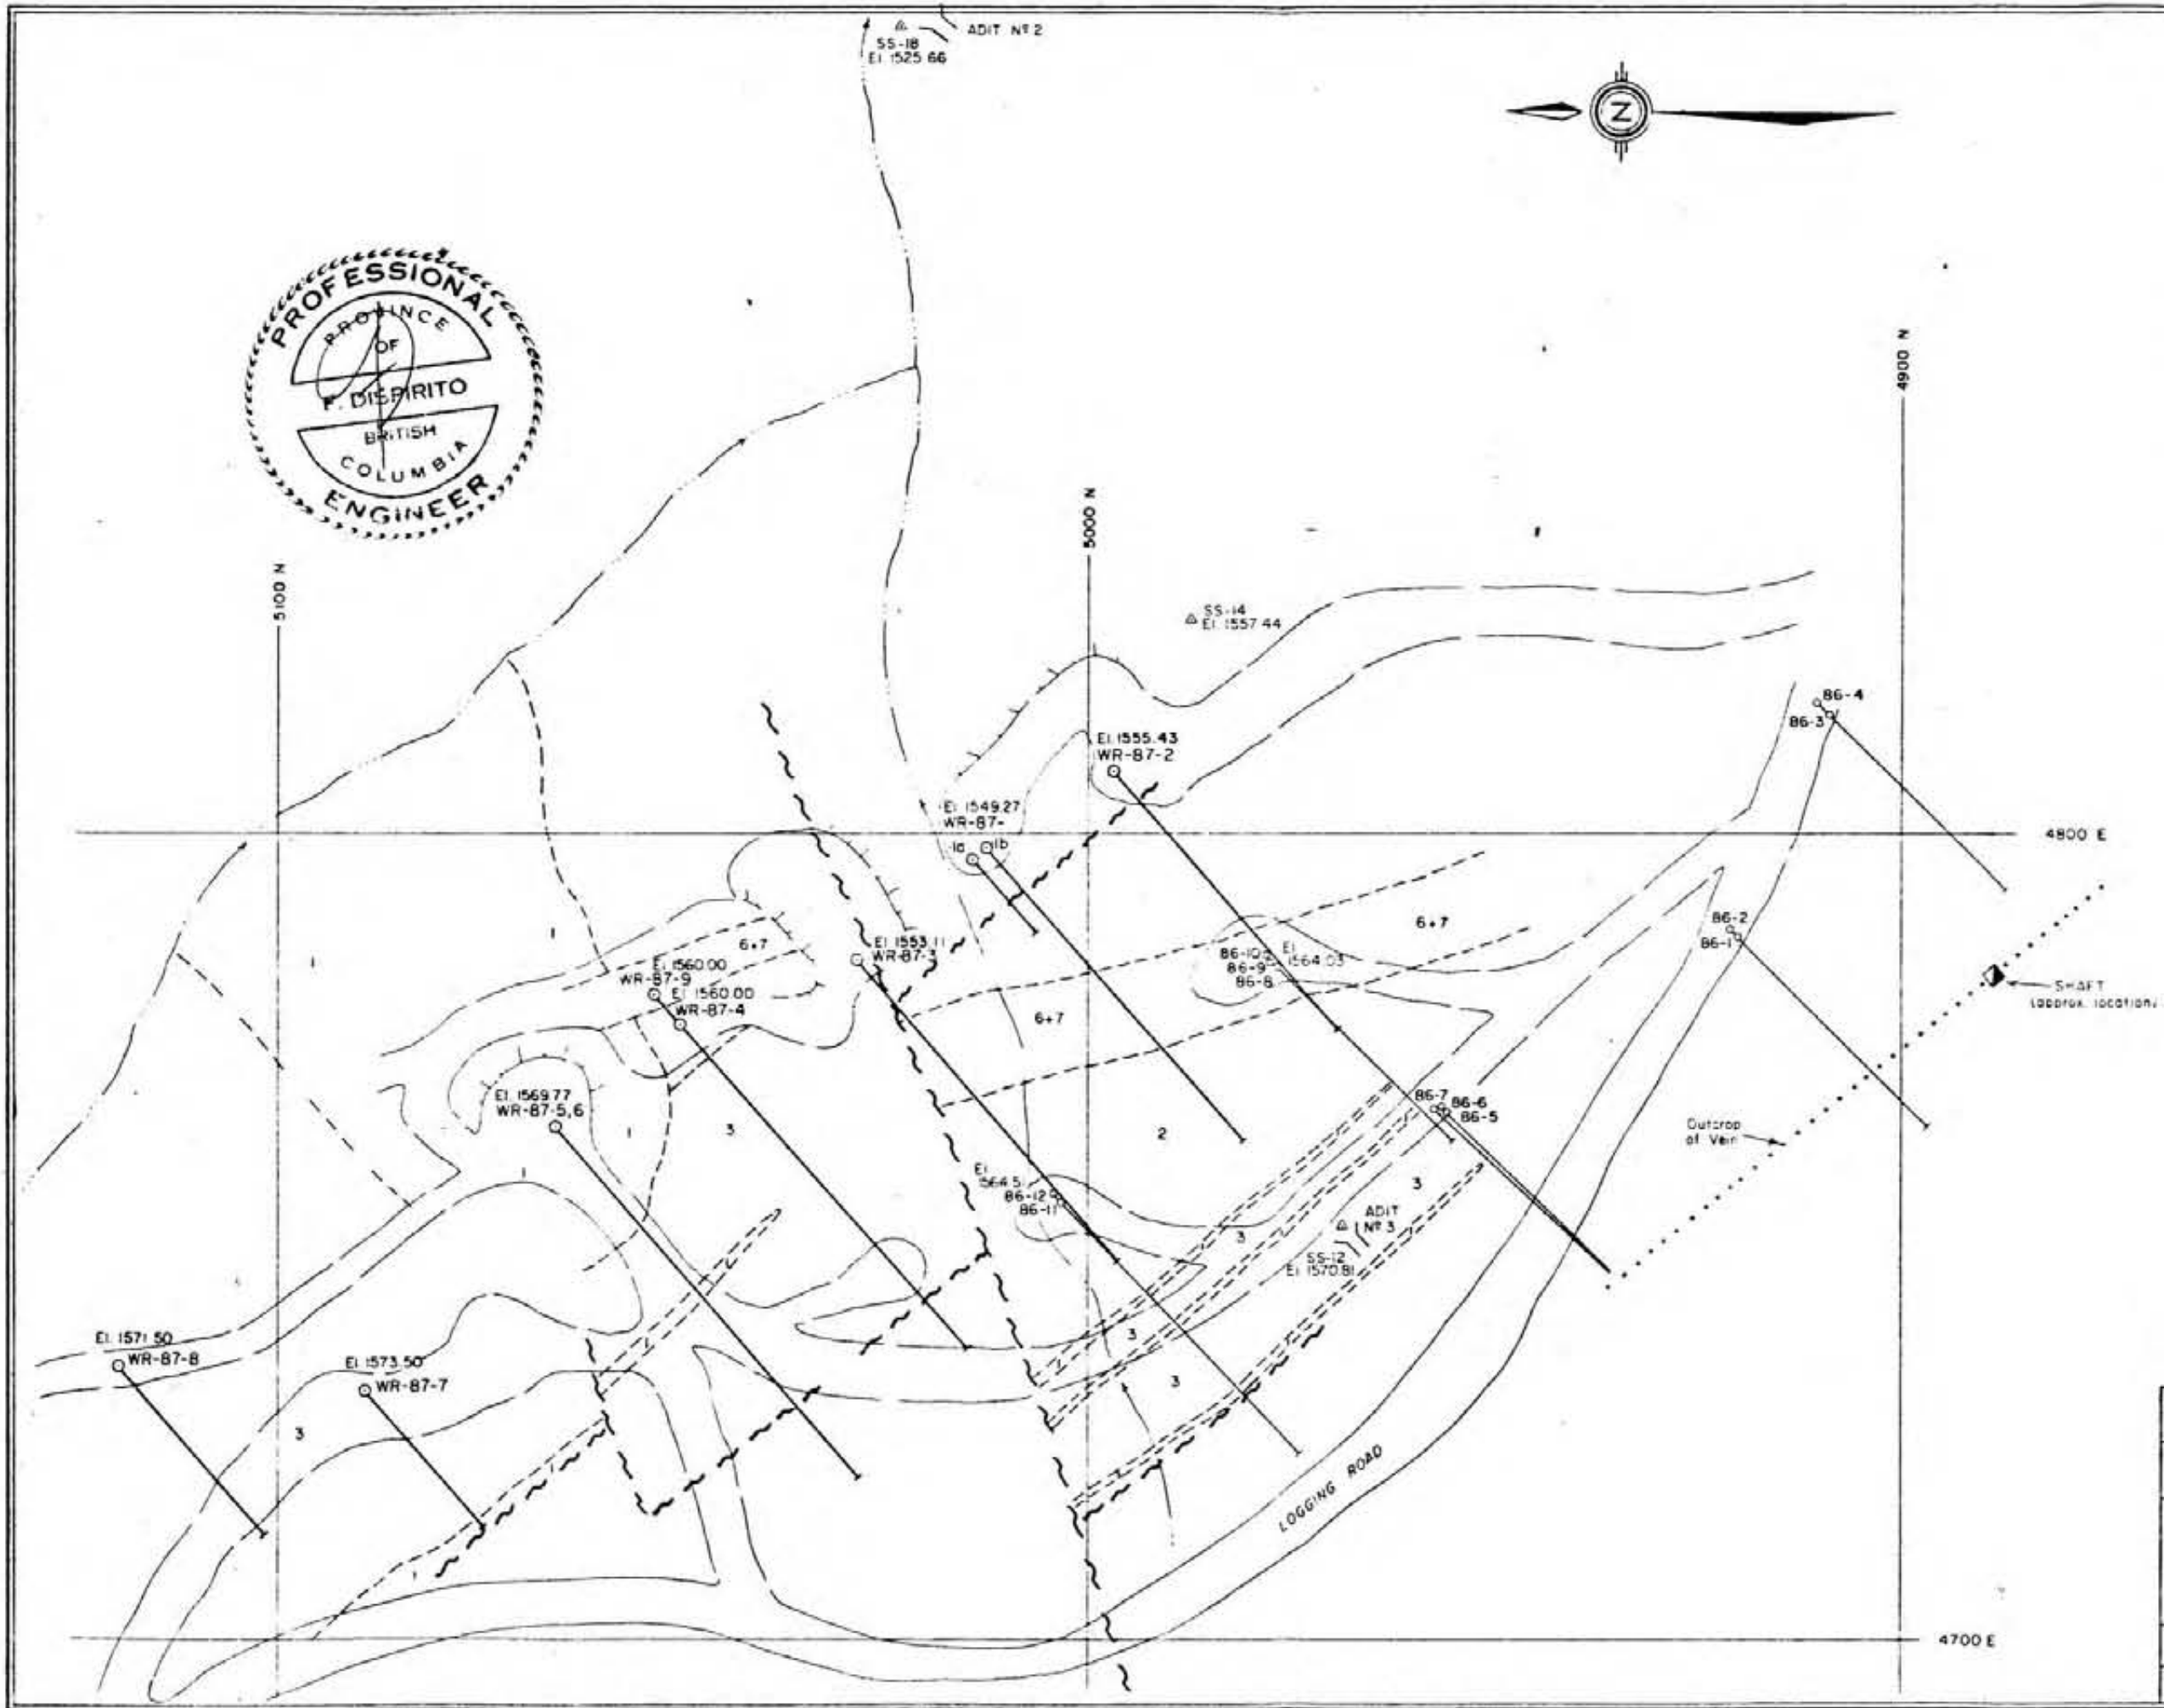 ADIT Nº 2
SS-18
El. 1525.66
N
PROFESSIONAL
PROVINCE
OF
F. DISPIRITO
BRITISH
COLUMBIA
ENGINEER
4900 N
5000 N
5100 N
SS-14
El. 1557.44
86-4
86-3
El. 1555.43
WR-87-2
El. 1549.27
WR-87-
1a
1b
4800 E
6+7
6+7
86-2
86-1
El. 1553.11
WR-87-3
86-10
El.
1564.03
86-9
86-8
1
1
El. 1560.00
WR-87-9
El. 1560.00
WR-87-4
SHAFT
(approx. location)
6+7
El. 1569.77
WR-87-5,6
86-7
86-6
86-5
1
3
2
Outcrop
of Vein
1
El.
1564.5
86-12
86-11
3
ADIT
Nº 3
3
SS-12
El. 1570.81
3
3
El. 1571.50
WR-87-8
El. 1573.50
WR-87-7
3
LOGGING ROAD
4700 E